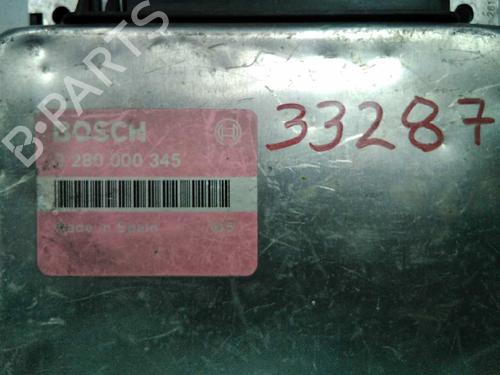 B-PARTS
BOSCH
0 280 000 345
Made in Spain
33287